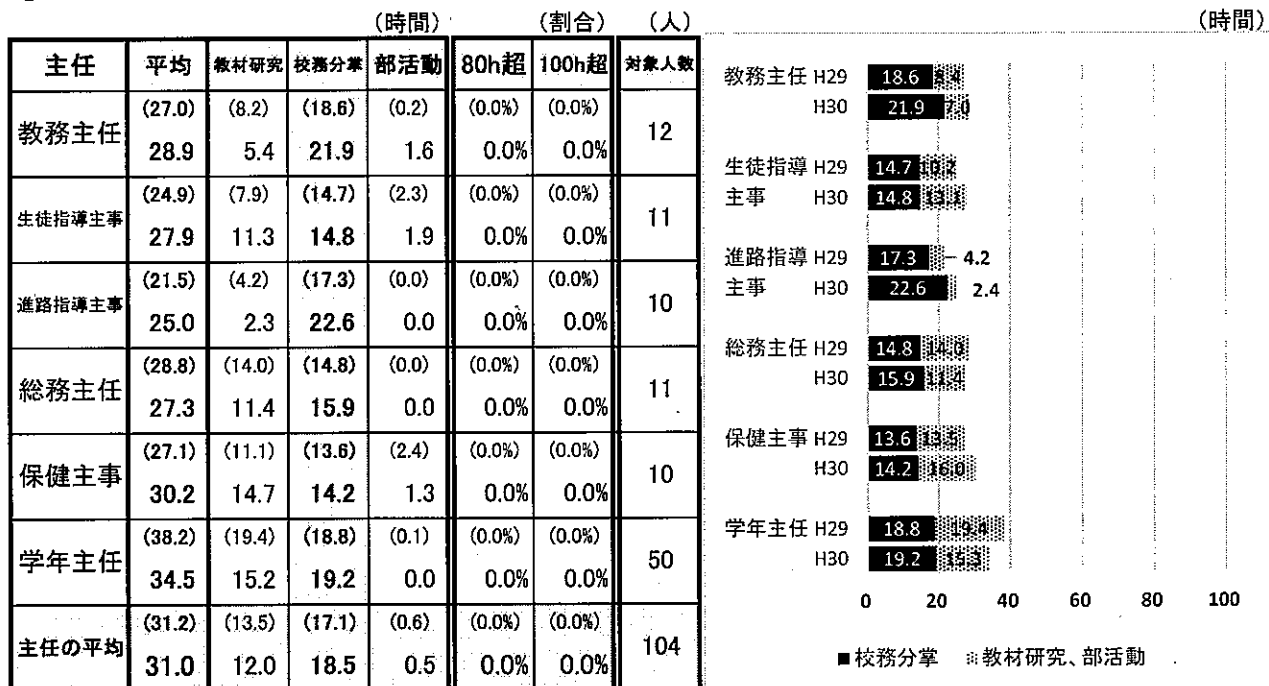 (時間) (割合) (人)
主任 平均 教材研究 校務分掌 部活動 80h超 100h超 対象人数
教務主任 (27.0) (8.2) (18.6) (0.2) (0.0%) (0.0%) 12
28.9 5.4 21.9 1.6 0.0% 0.0%
生徒指導主事 (24.9) (7.9) (14.7) (2.3) (0.0%) (0.0%) 11
27.9 11.3 14.8 1.9 0.0% 0.0%
進路指導主事 (21.5) (4.2) (17.3) (0.0) (0.0%) (0.0%) 10
25.0 2.3 22.6 0.0 0.0% 0.0%
総務主任 (28.8) (14.0) (14.8) (0.0) (0.0%) (0.0%) 11
27.3 11.4 15.9 0.0 0.0% 0.0%
保健主事 (27.1) (11.1) (13.6) (2.4) (0.0%) (0.0%) 10
30.2 14.7 14.2 1.3 0.0% 0.0%
学年主任 (38.2) (19.4) (18.8) (0.1) (0.0%) (0.0%) 50
34.5 15.2 19.2 0.0 0.0% 0.0%
主任の平均 (31.2) (13.5) (17.1) (0.6) (0.0%) (0.0%) 104
31.0 12.0 18.5 0.5 0.0% 0.0%
(時間)
教務主任 H29 18.6 8.4
H30 21.9 7.0
生徒指導 H29 14.7 10.2
主事 H30 14.8 13.1
進路指導 H29 17.3 4.2
主事 H30 22.6 2.4
総務主任 H29 14.8 14.0
H30 15.9 11.4
保健主事 H29 13.6 13.5
H30 14.2 16.0
学年主任 H29 18.8 19.4
H30 19.2 15.3
0 20 40 60 80 100
■校務分掌 ※教材研究、部活動